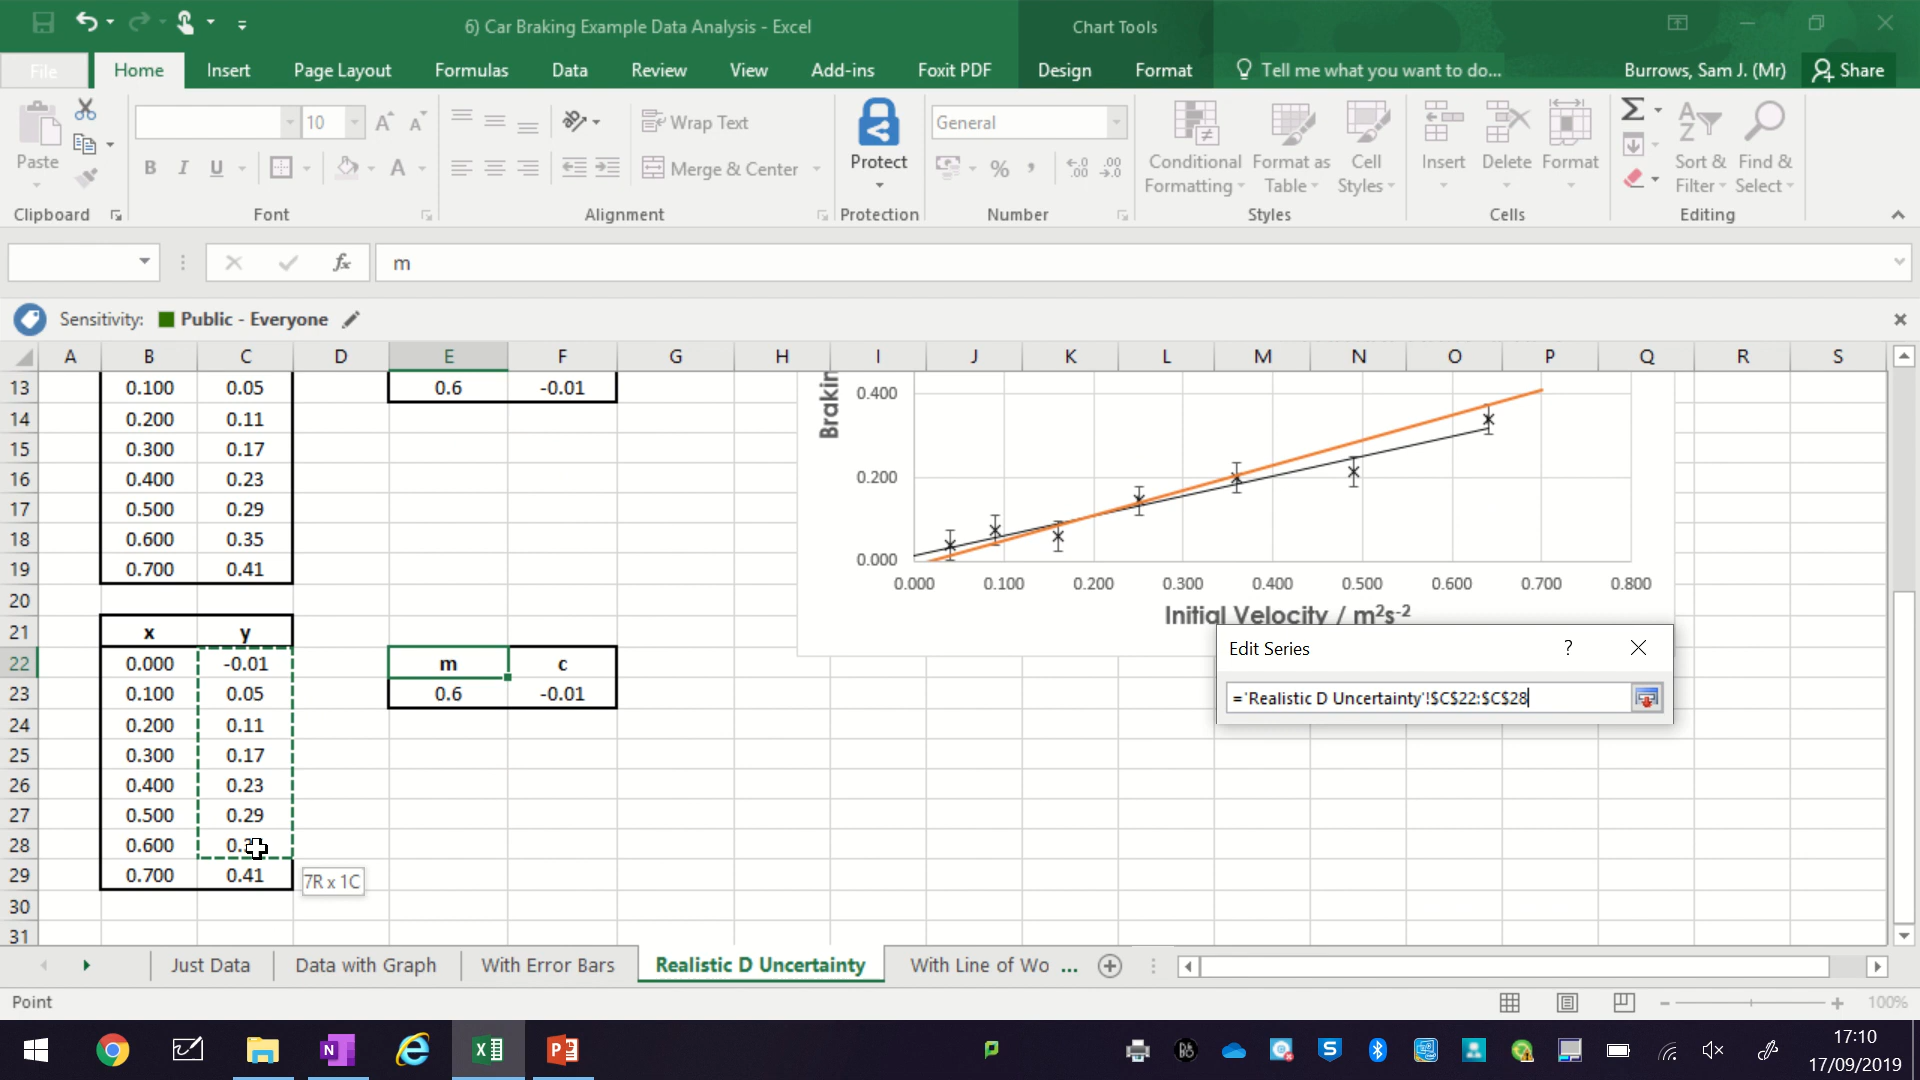 6) Car Braking Example Data Analysis - Excel
Chart Tools
File Home Insert Page Layout Formulas Data Review View Add-ins Foxit PDF Design Format Tell me what you want to do... Burrows, Sam J. (Mr) Share
10 General
Wrap Text
Paste Merge & Center Protect Conditional Formatting Format as Table Cell Styles Insert Delete Format Sort & Filter Find & Select
Clipboard Font Alignment Protection Number Styles Cells Editing
fx m
Sensitivity: Public - Everyone
A B C D E F G H I J K L M N O P Q R S
13 0.100 0.05 0.6 -0.01
14 0.200 0.11
15 0.300 0.17
16 0.400 0.23
17 0.500 0.29
18 0.600 0.35
19 0.700 0.41
20
21 x y
22 0.000 -0.01 m c
23 0.100 0.05 0.6 -0.01
24 0.200 0.11
25 0.300 0.17
26 0.400 0.23
27 0.500 0.29
28 0.600
29 0.700 0.41
7R x 1C
30
31
0.400
0.200
0.000
0.000 0.100 0.200 0.300 0.400 0.500 0.600 0.700 0.800
Initial Velocity / m²s⁻²
Edit Series ?
='Realistic D Uncertainty'!$C$22:$C$28
Just Data Data with Graph With Error Bars Realistic D Uncertainty With Line of Wo ...
Point
100%
17:10
17/09/2019